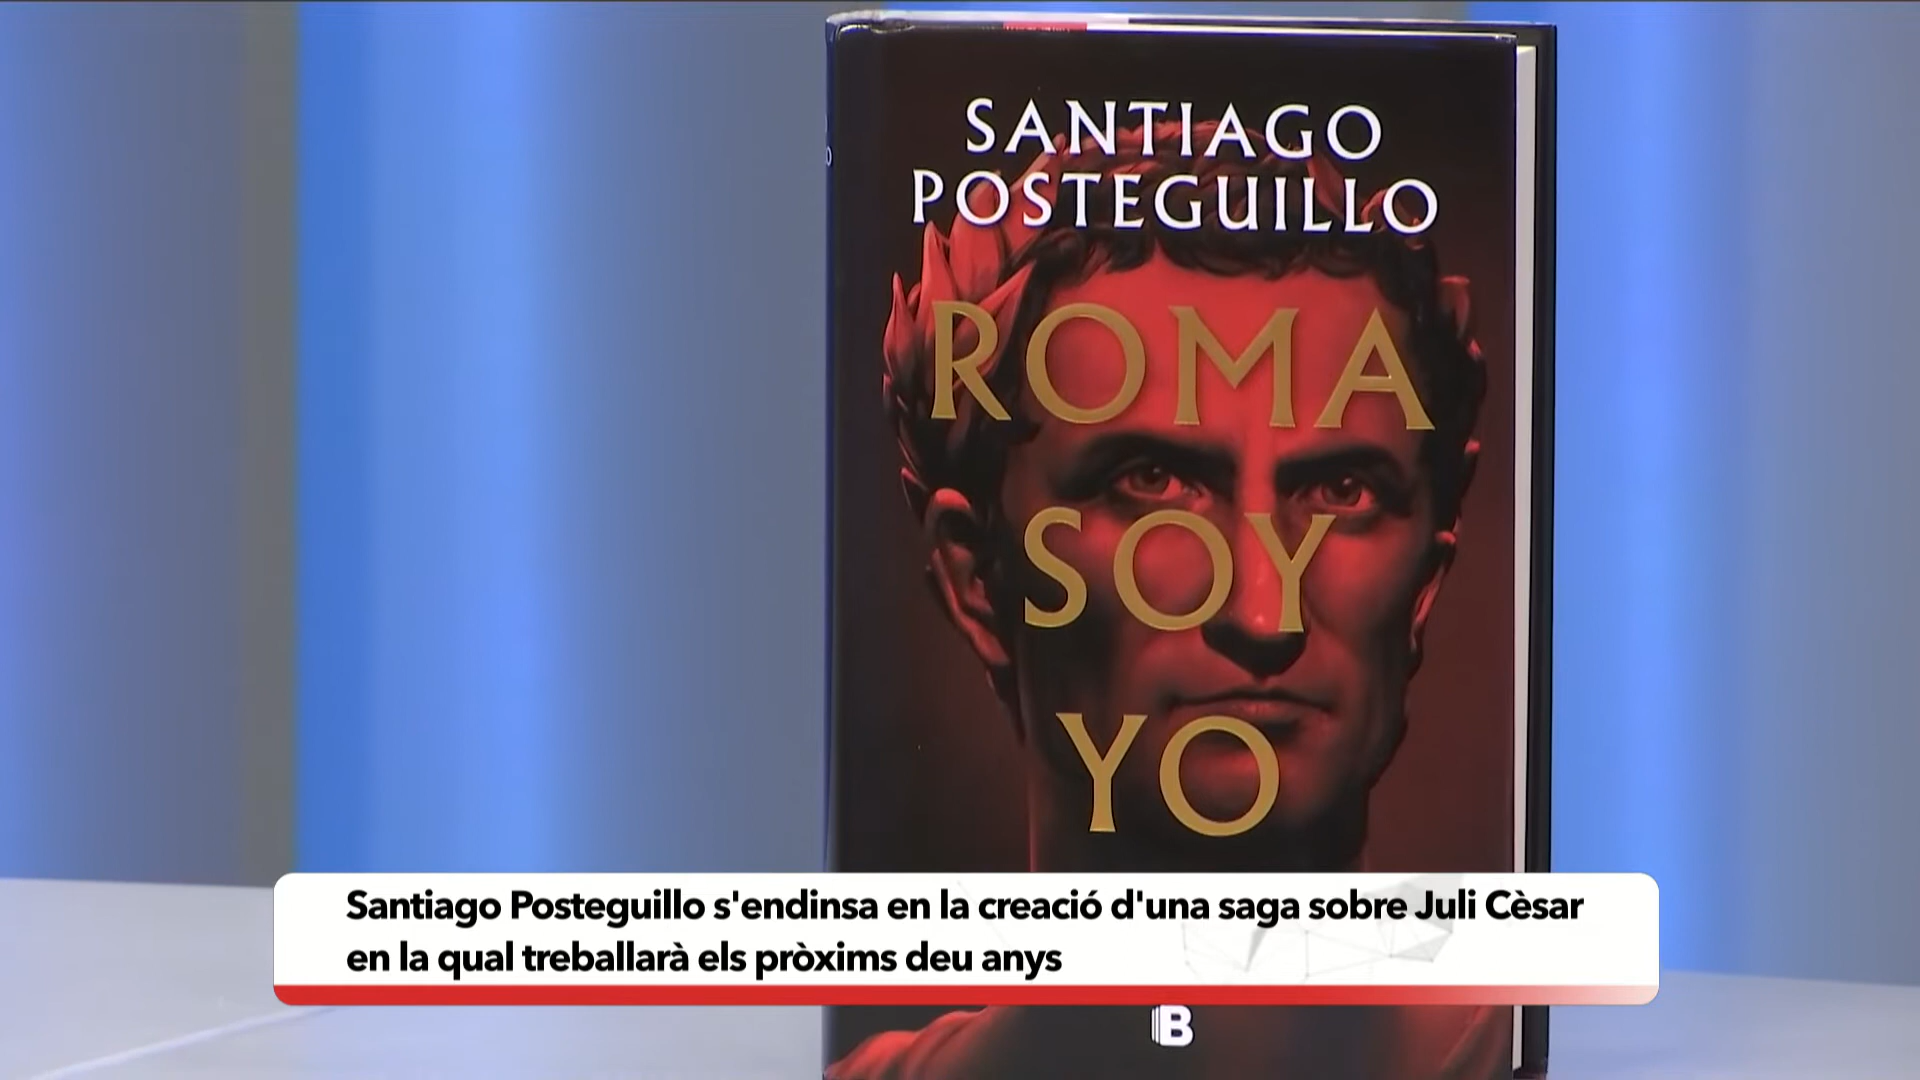 SANTIAGO
POSTEGUILLO
ROMA
SOY
YO
Santiago Posteguillo s'endinsa en la creació d'una saga sobre Juli Cèsar
en la qual treballarà els pròxims deu anys
B